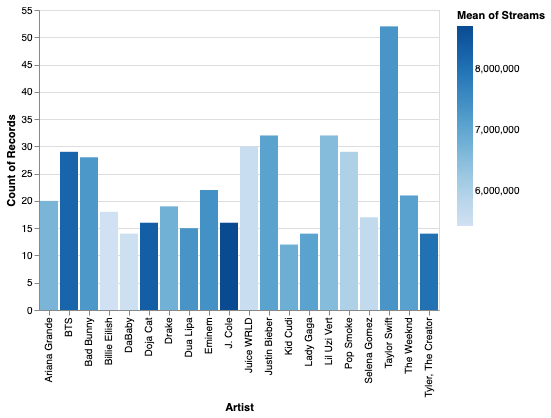 55
50
45
40
35
30
25
20
15
10
5
0
Count of Records
Ariana Grande
BTS
Bad Bunny
Billie Eilish
DaBaby
Doja Cat
Drake
Dua Lipa
Eminem
J. Cole
Juice WRLD
Justin Bieber
Kid Cudi
Lady Gaga
Lil Uzi Vert
Pop Smoke
Selena Gomez
Taylor Swift
The Weeknd
Tyler, The Creator
Artist
Mean of Streams
8,000,000
7,000,000
6,000,000